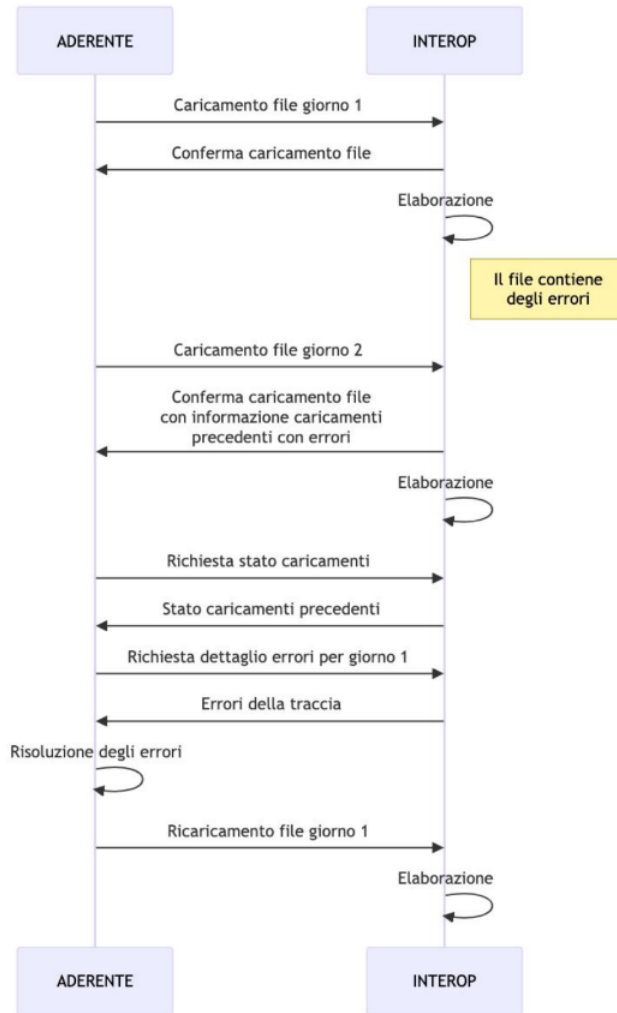 ADERENTE
INTEROP
Caricamento file giorno 1
Conferma caricamento file
Elaborazione
Il file contiene
degli errori
Caricamento file giorno 2
Conferma caricamento file
con informazione caricamenti
precedenti con errori
Elaborazione
Richiesta stato caricamenti
Stato caricamenti precedenti
Richiesta dettaglio errori per giorno 1
Errori della traccia
Risoluzione degli errori
Ricaricamento file giorno 1
Elaborazione
ADERENTE
INTEROP